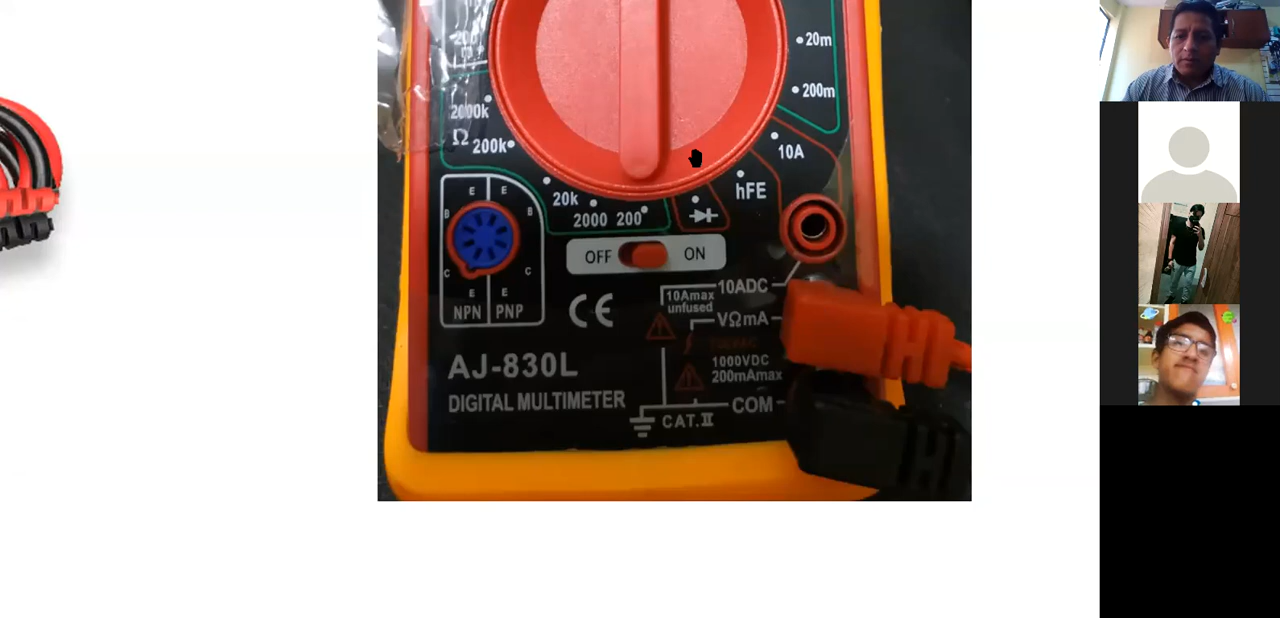 20m
200m
10A
hFE
2000k
Ω 200k
20k
2000 200
OFF ON
E E
B B
C C
E E
NPN PNP
CE
10ADC
10Amax
unfused
VΩmA
1000VDC
200mAmax
COM
CAT.II
AJ-830L
DIGITAL MULTIMETER